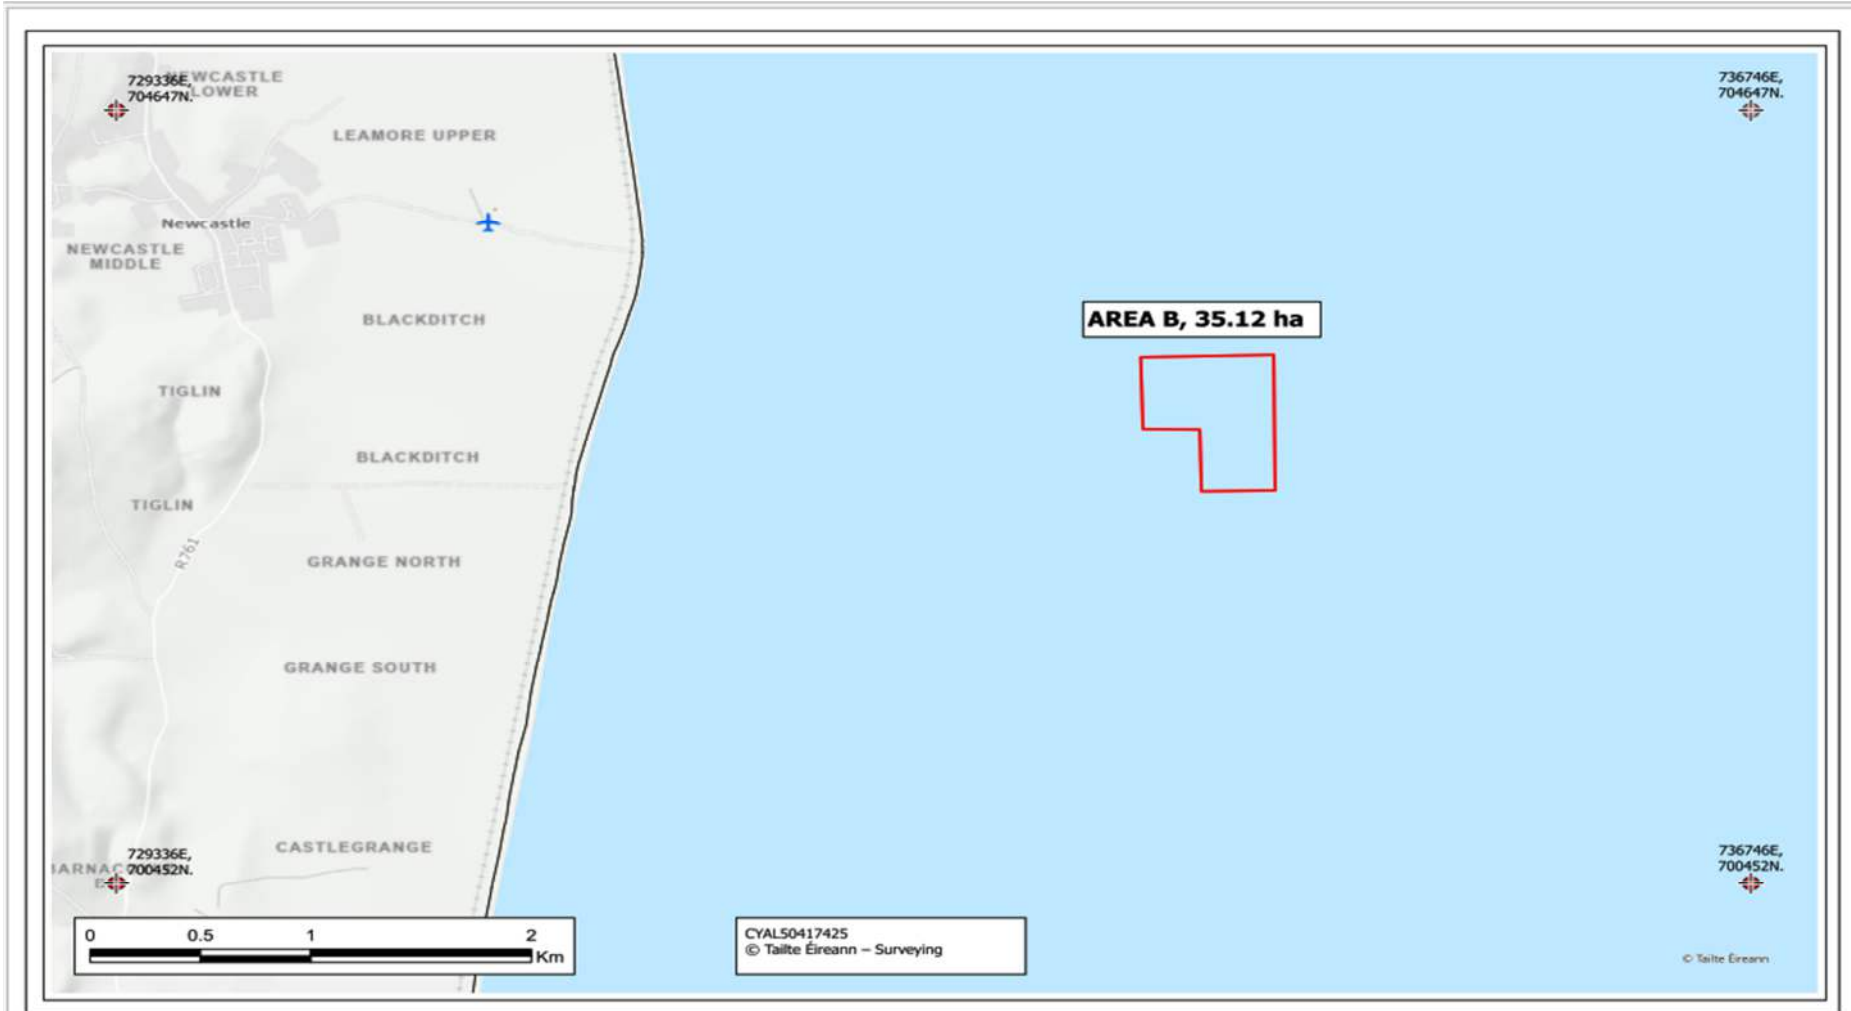 729336E,
704647N.
NEWCASTLE
LOWER
736746E,
704647N.
LEAMORE UPPER
Newcastle
NEWCASTLE
MIDDLE
BLACKDITCH
AREA B, 35.12 ha
TIGLIN
BLACKDITCH
TIGLIN
R761
GRANGE NORTH
GRANGE SOUTH
CASTLEGRANGE
729336E,
700452N.
736746E,
700452N.
0 0.5 1 2
Km
CYAL50417425
© Tailte Éireann – Surveying
© Tailte Éireann